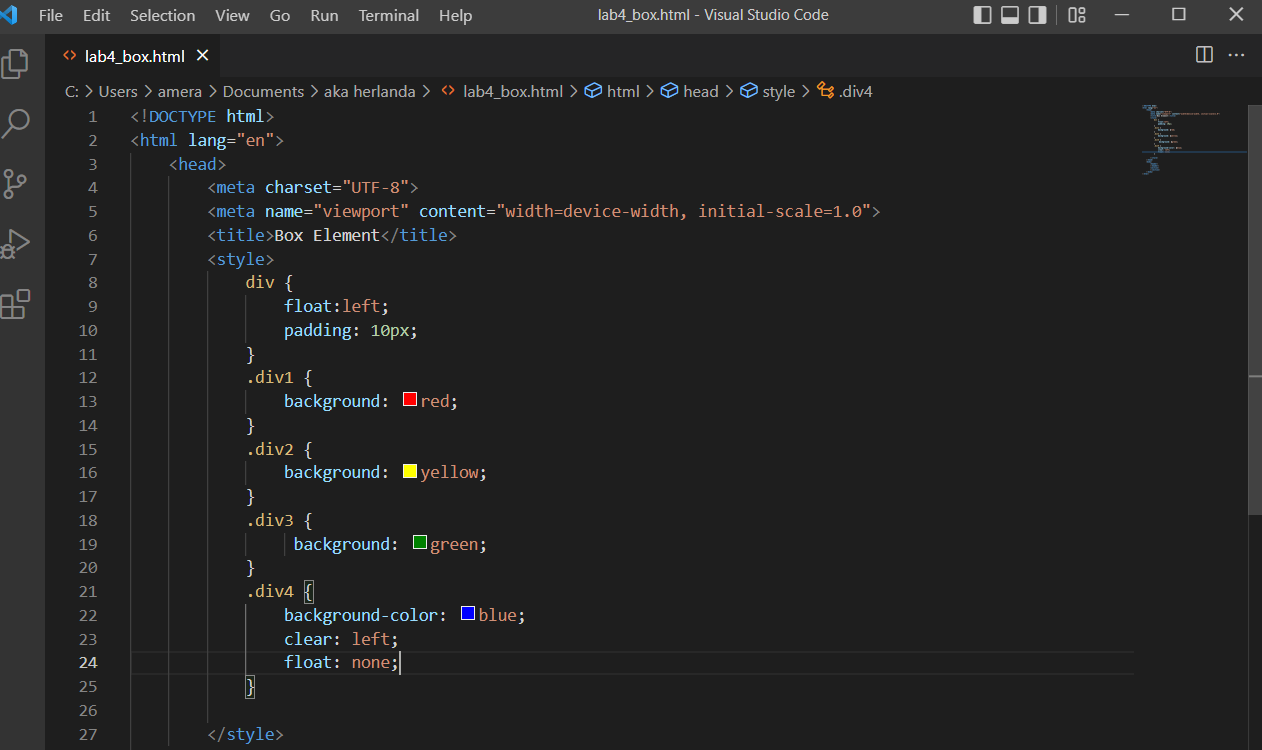 File Edit Selection View Go Run Terminal Help lab4_box.html - Visual Studio Code
lab4_box.html
C: > Users > amera > Documents > aka herlanda > lab4_box.html > html > head > style > .div4
1 <!DOCTYPE html>
2 <html lang="en">
3 <head>
4 <meta charset="UTF-8">
5 <meta name="viewport" content="width=device-width, initial-scale=1.0">
6 <title>Box Element</title>
7 <style>
8 div {
9 float:left;
10 padding: 10px;
11 }
12 .div1 {
13 background: red;
14 }
15 .div2 {
16 background: yellow;
17 }
18 .div3 {
19 background: green;
20 }
21 .div4 {
22 background-color: blue;
23 clear: left;
24 float: none;
25 }
26
27 </style>